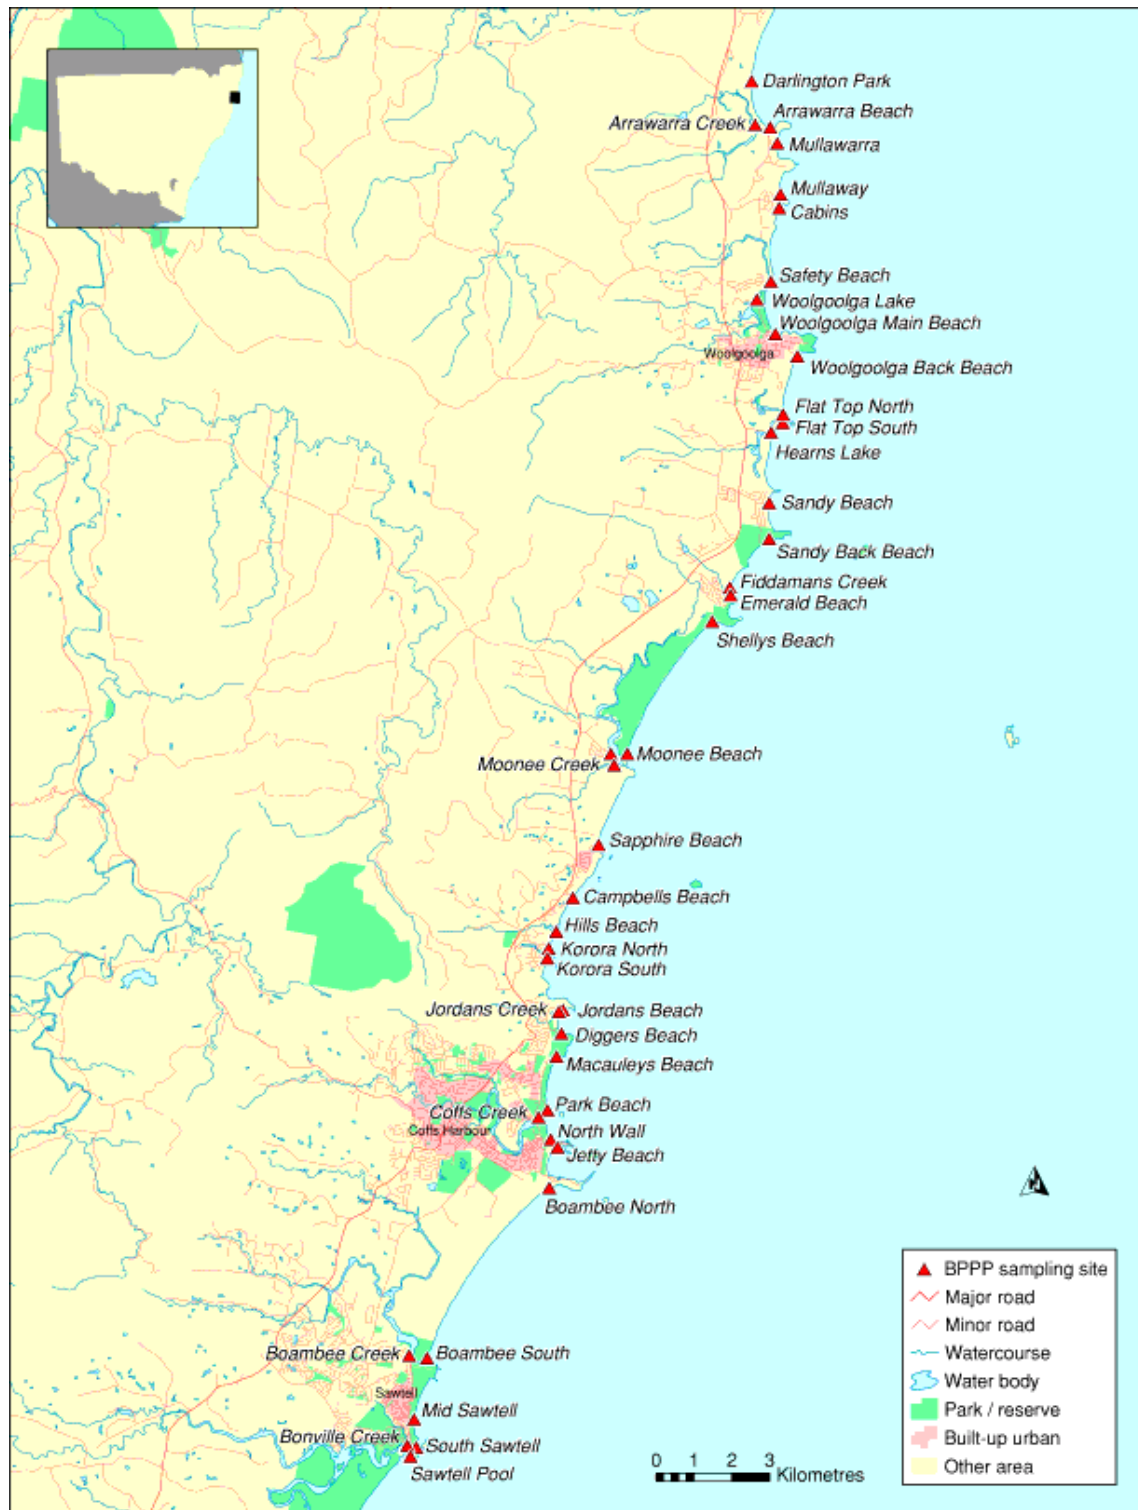 Darlington Park
Arrawarra Beach
Arrawarra Creek
Mullawarra
Mullaway
Cabins
Safety Beach
Woolgoolga Lake
Woolgoolga Main Beach
Woolgoolga
Woolgoolga Back Beach
Flat Top North
Flat Top South
Hearns Lake
Sandy Beach
Sandy Back Beach
Fiddamans Creek
Emerald Beach
Shellys Beach
Moonee Beach
Moonee Creek
Sapphire Beach
Campbells Beach
Hills Beach
Korora North
Korora South
Jordans Creek
Jordans Beach
Diggers Beach
Macauleys Beach
Park Beach
Coffs Creek
Coffs Harbour
North Wall
Jetty Beach
Boambee North
N
BPPP sampling site
Major road
Minor road
Watercourse
Water body
Park / reserve
Built-up urban
Other area
Boambee Creek
Boambee South
Sawtell
Mid Sawtell
Bonville Creek
South Sawtell
Sawtell Pool
0 1 2 3 Kilometres